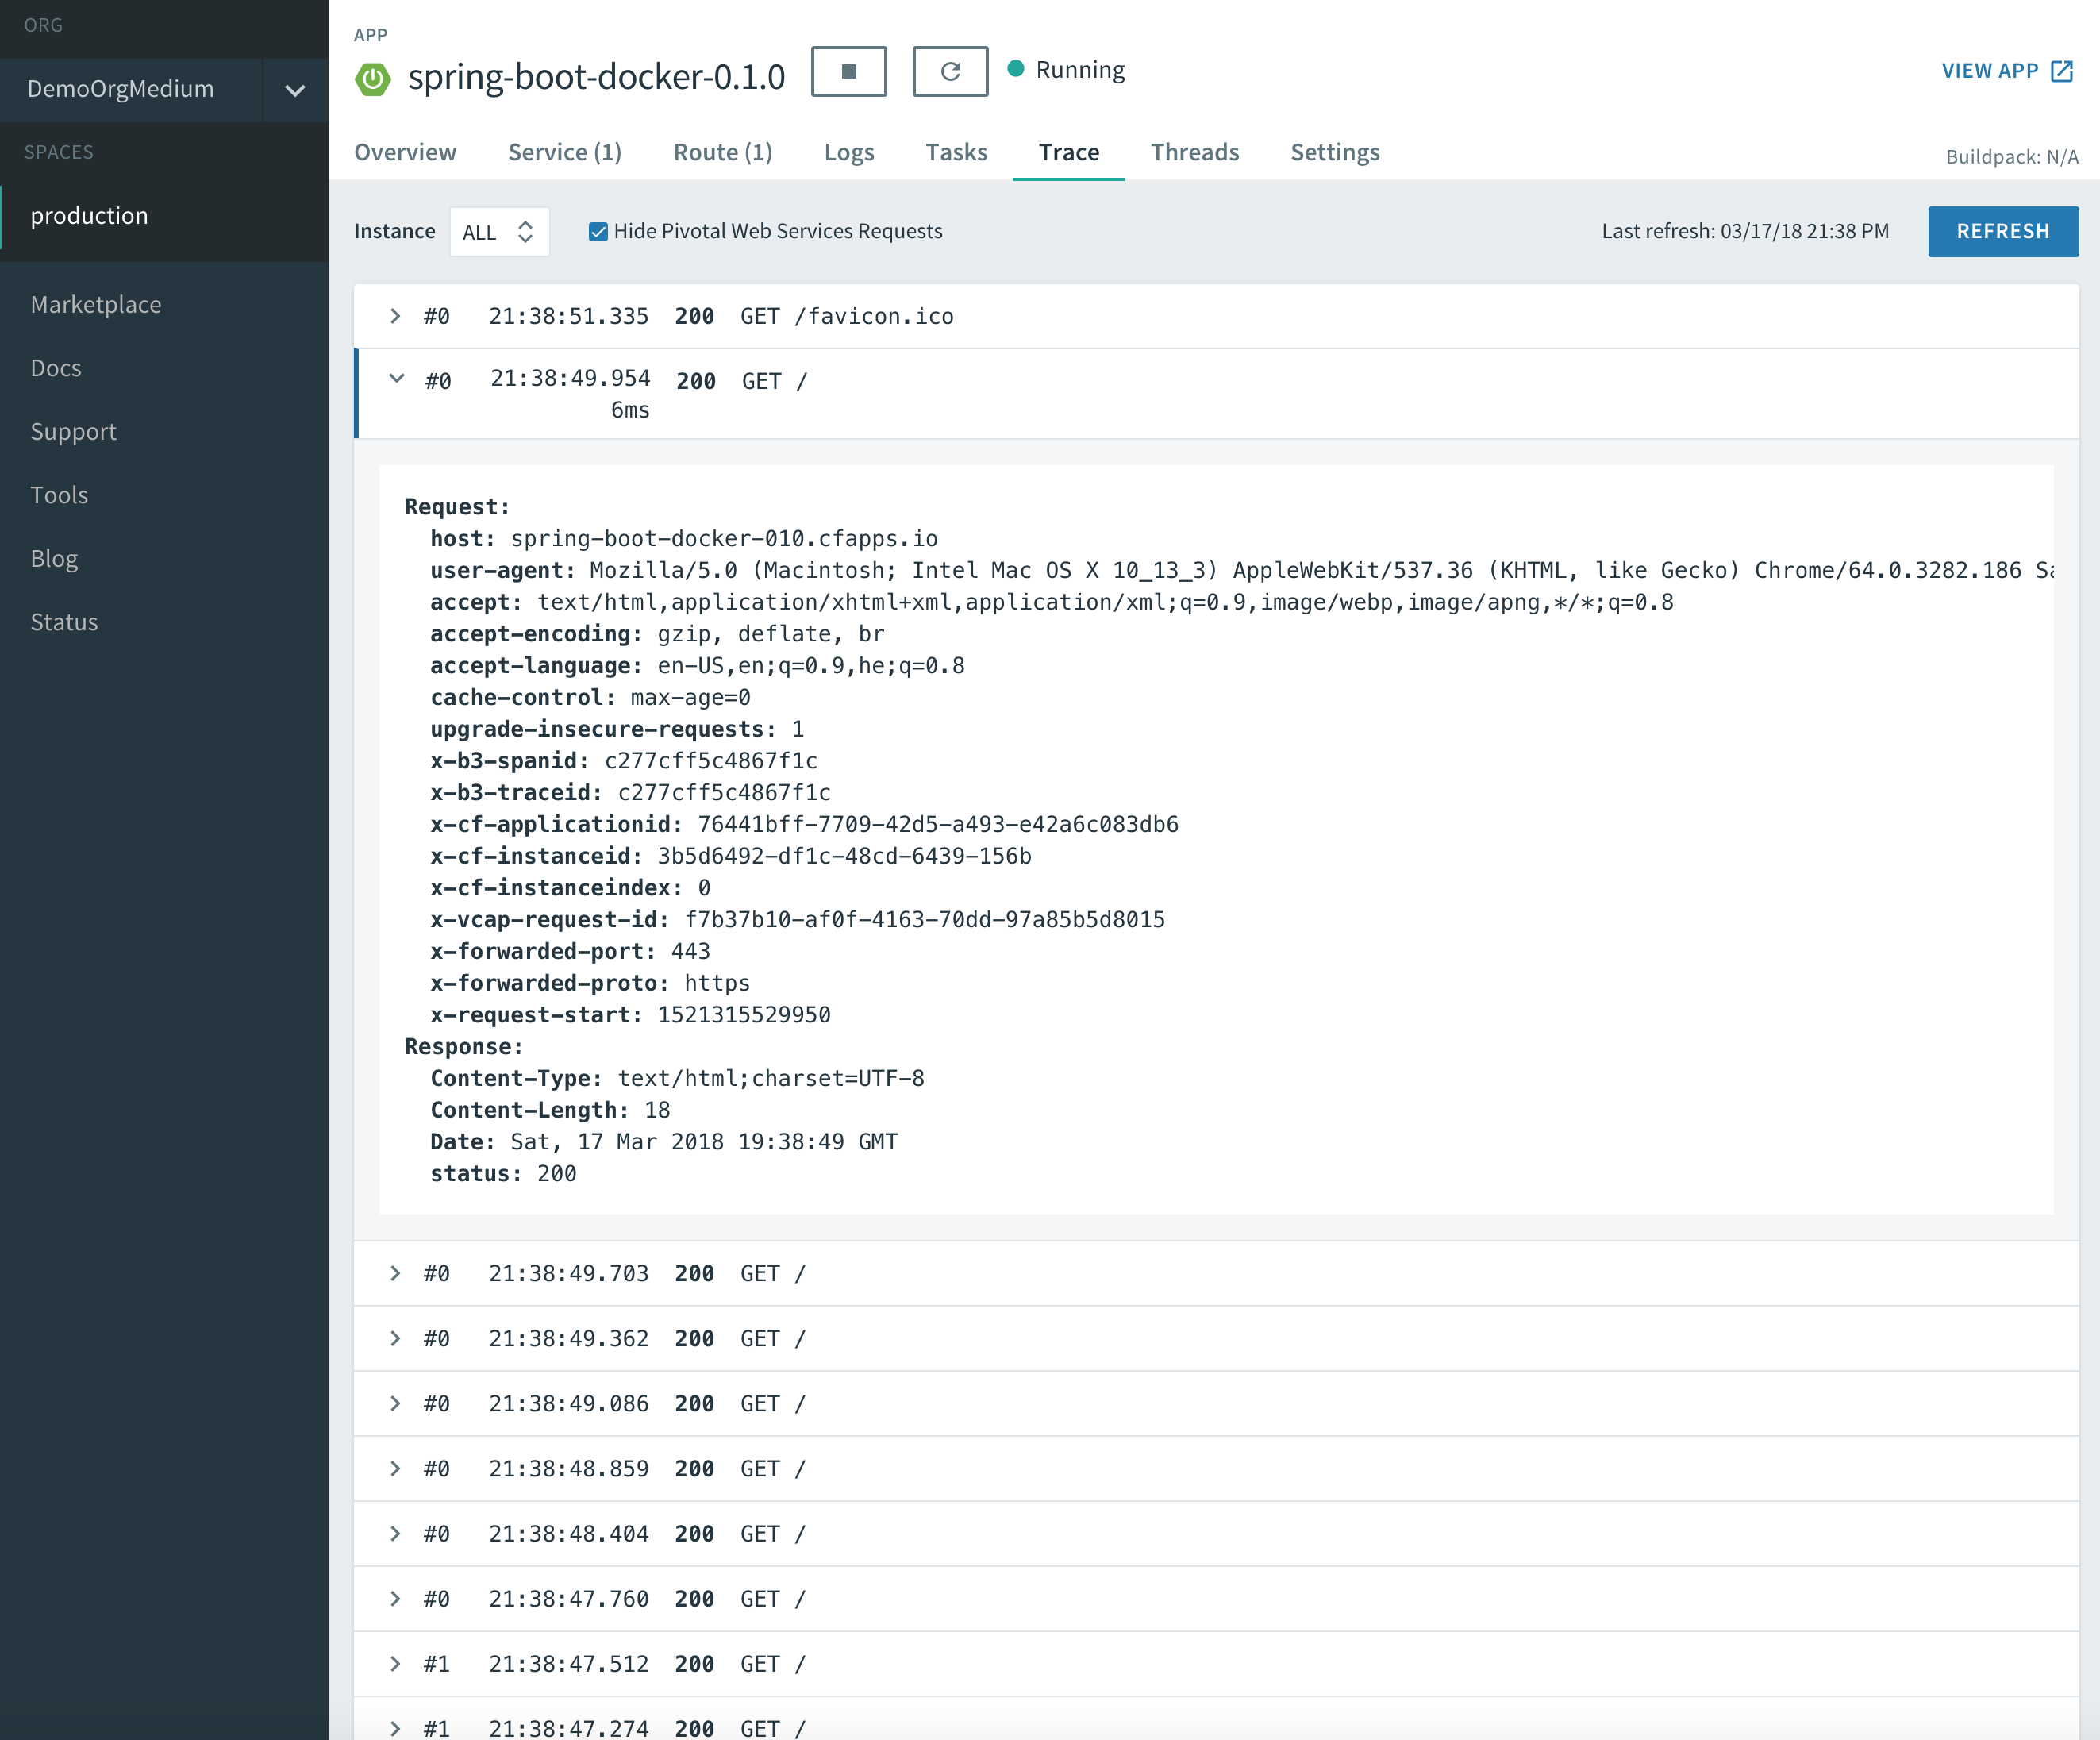 ORG
DemoOrgMedium
SPACES
production
Marketplace
Docs
Support
Tools
Blog
Status
APP
spring-boot-docker-0.1.0
Running
VIEW APP
Overview Service (1) Route (1) Logs Tasks Trace Threads Settings
Buildpack: N/A
Instance ALL Hide Pivotal Web Services Requests Last refresh: 03/17/18 21:38 PM REFRESH
#0 21:38:51.335 200 GET /favicon.ico
#0 21:38:49.954 200 GET /
6ms
Request:
host: spring-boot-docker-010.cfapps.io
user-agent: Mozilla/5.0 (Macintosh; Intel Mac OS X 10_13_3) AppleWebKit/537.36 (KHTML, like Gecko) Chrome/64.0.3282.186
accept: text/html,application/xhtml+xml,application/xml;q=0.9,image/webp,image/apng,*/*;q=0.8
accept-encoding: gzip, deflate, br
accept-language: en-US,en;q=0.9,he;q=0.8
cache-control: max-age=0
upgrade-insecure-requests: 1
x-b3-spanid: c277cff5c4867f1c
x-b3-traceid: c277cff5c4867f1c
x-cf-applicationid: 76441bff-7709-42d5-a493-e42a6c083db6
x-cf-instanceid: 3b5d6492-df1c-48cd-6439-156b
x-cf-instanceindex: 0
x-vcap-request-id: f7b37b10-af0f-4163-70dd-97a85b5d8015
x-forwarded-port: 443
x-forwarded-proto: https
x-request-start: 1521315529950
Response:
Content-Type: text/html;charset=UTF-8
Content-Length: 18
Date: Sat, 17 Mar 2018 19:38:49 GMT
status: 200
#0 21:38:49.703 200 GET /
#0 21:38:49.362 200 GET /
#0 21:38:49.086 200 GET /
#0 21:38:48.859 200 GET /
#0 21:38:48.404 200 GET /
#0 21:38:47.760 200 GET /
#1 21:38:47.512 200 GET /
#1 21:38:47.274 200 GET /